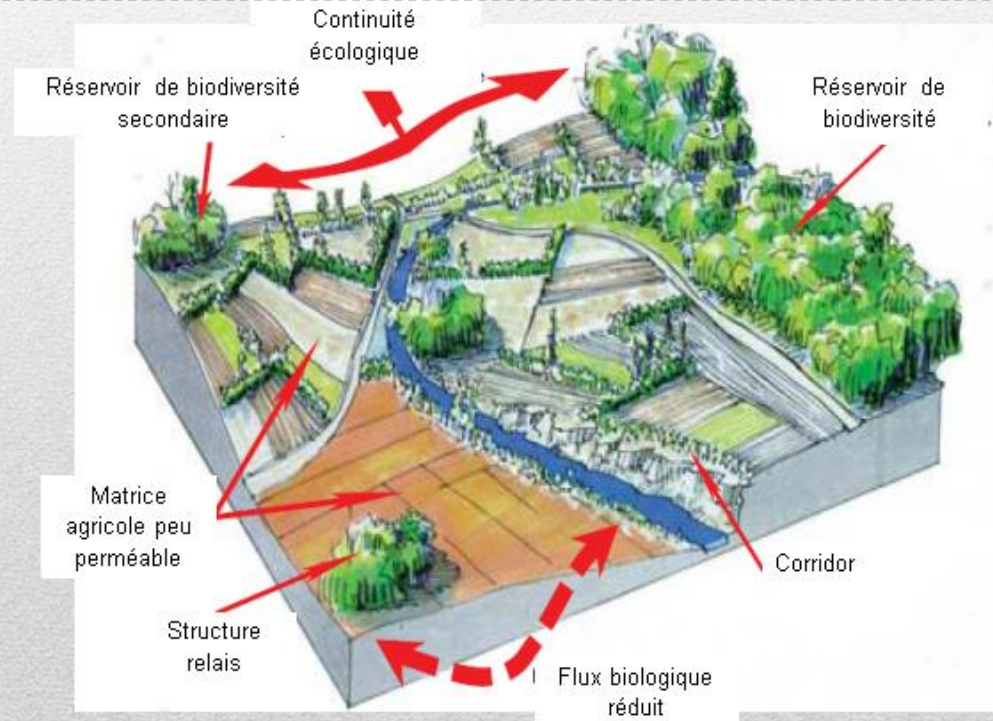 Continuité
écologique
Réservoir de biodiversité
secondaire
Réservoir de
biodiversité
Matrice
agricole peu
perméable
Corridor
Structure
relais
Flux biologique
réduit